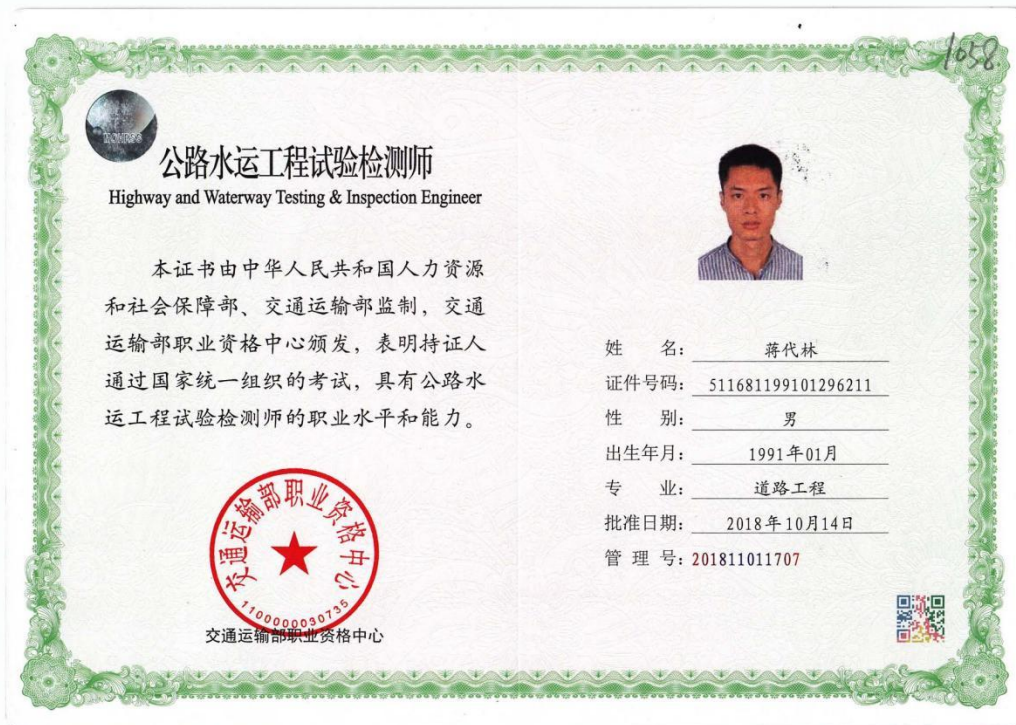 1058
公路水运工程试验检测师
Highway and Waterway Testing & Inspection Engineer
本证书由中华人民共和国人力资源
和社会保障部、交通运输部监制，交通
运输部职业资格中心颁发，表明持证人
通过国家统一组织的考试，具有公路水
运工程试验检测师的职业水平和能力。
交通运输部职业资格中心
1100000030735
交通运输部职业资格中心
姓 名：蒋代林
证件号码：511681199101296211
性 别：男
出生年月：1991年01月
专 业：道路工程
批准日期：2018年10月14日
管 理 号：201811011707